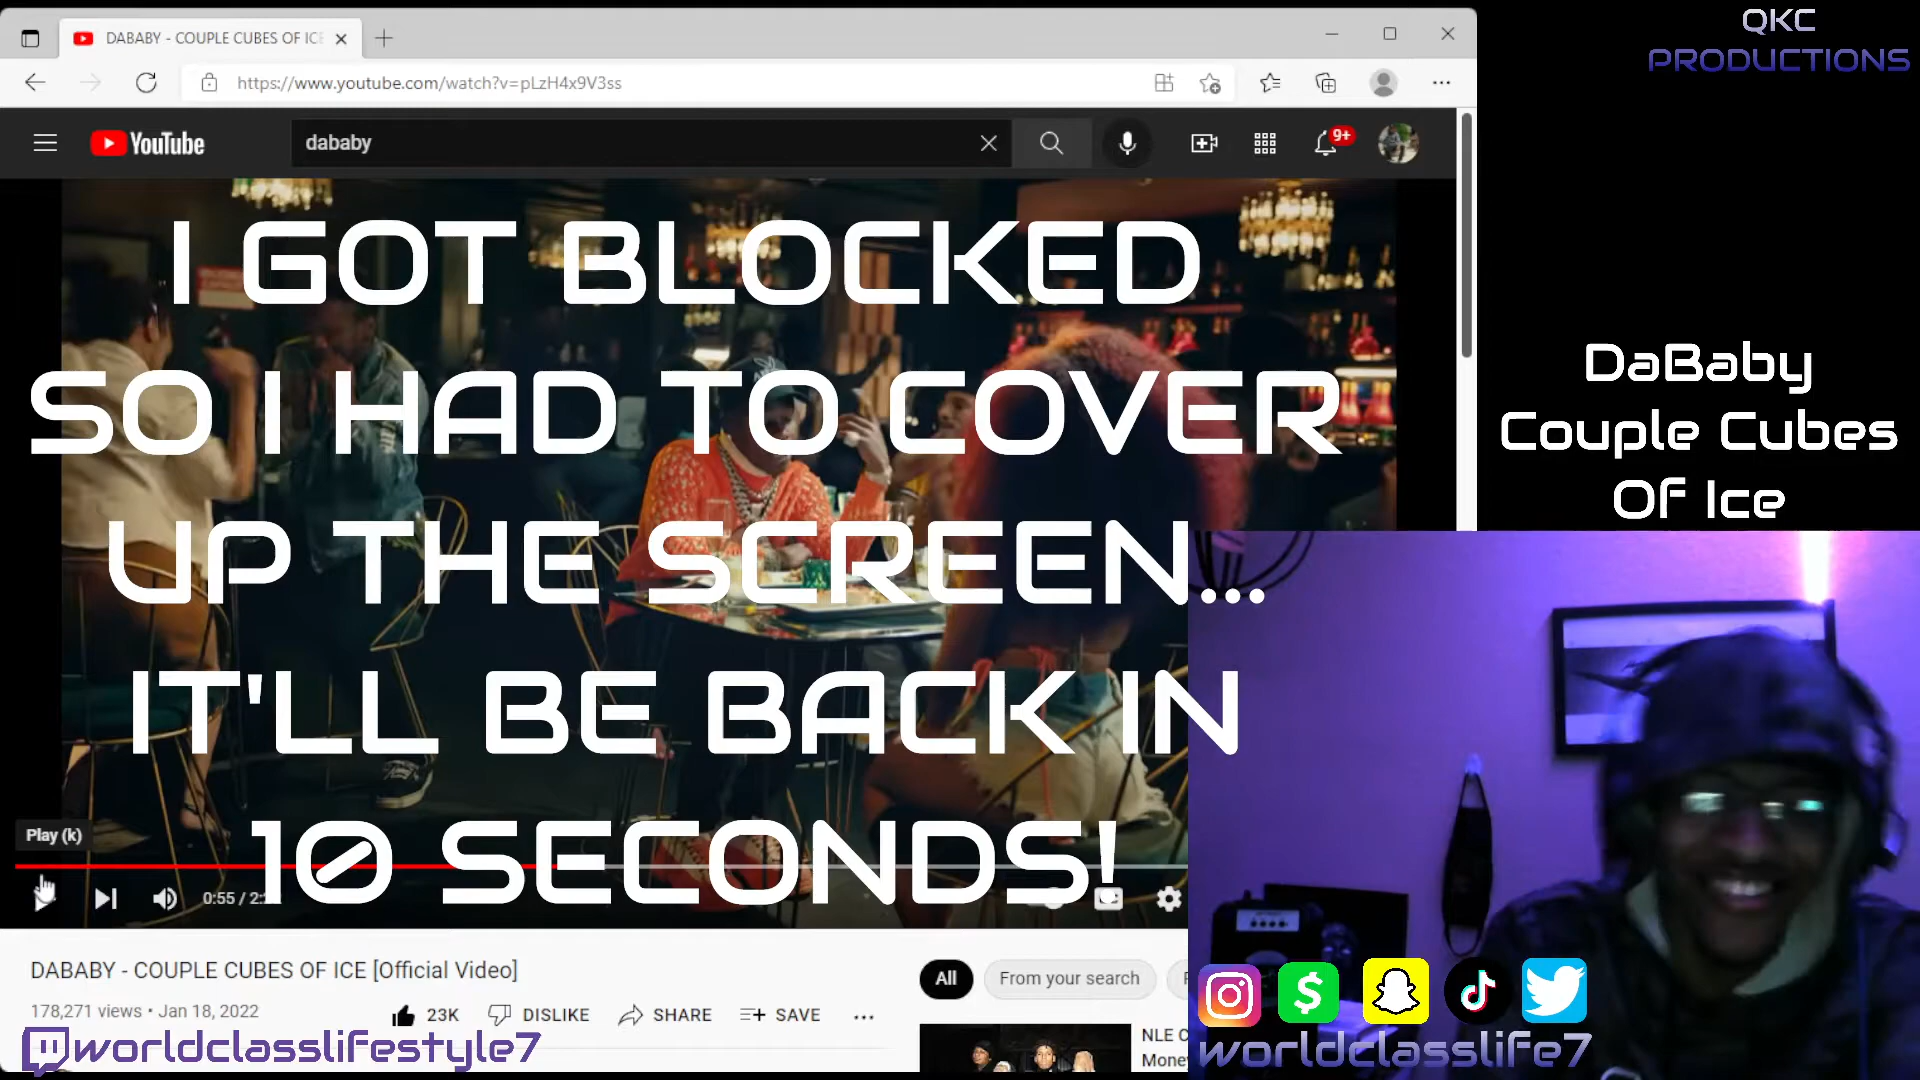 DABABY - COUPLE CUBES OF ICE
QKC
PRODUCTIONS
https://www.youtube.com/watch?v=pLzH4x9V3ss
YouTube
dababy
9+
I GOT BLOCKED
SO I HAD TO COVER
UP THE SCREEN...
IT'LL BE BACK IN
10 SECONDS!
DaBaby
Couple Cubes
Of Ice
Play (k)
0:55 / 2:
DABABY - COUPLE CUBES OF ICE [Official Video]
178,271 views • Jan 18, 2022
23K
DISLIKE
SHARE
SAVE
All
From your search
NLE C
Mone
worldclasslifestyle7
worldclasslife7